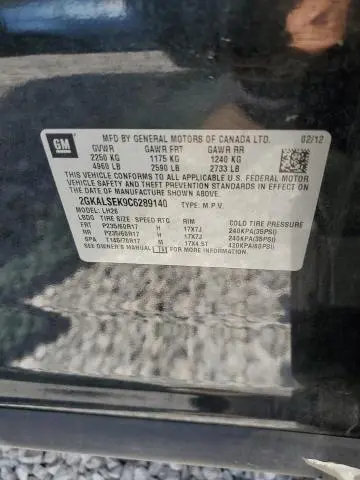 GM
MFD BY GENERAL MOTORS OF CANADA LTD. 02/12
GVWR GAWR FRT GAWR RR
2250 KG 1175 KG 1240 KG
4960 LB 2590 LB 2733 LB
THIS VEHICLE CONFORMS TO ALL APPLICABLE U.S. FEDERAL MOTOR
VEHICLE SAFETY, BUMPER, AND THEFT PREVENTION STANDARDS
IN EFFECT ON THE DATE OF MANUFACTURE SHOWN ABOVE.
2GKALSEK9C6289140 TYPE: M.P.V.
MODEL: LH26
LBDG TIRE SIZE SPEED RTG RIM COLD TIRE PRESSURE
FRT P235/60R17 H 17X7J 240KPA(35PSI)
RR P235/60R17 H 17X7J 240KPA(35PSI)
SPA T145/70R17 M 17X4.5T 420KPA(60PSI)
SEE OWNER'S MANUAL FOR ADDITIONAL INFORMATION.